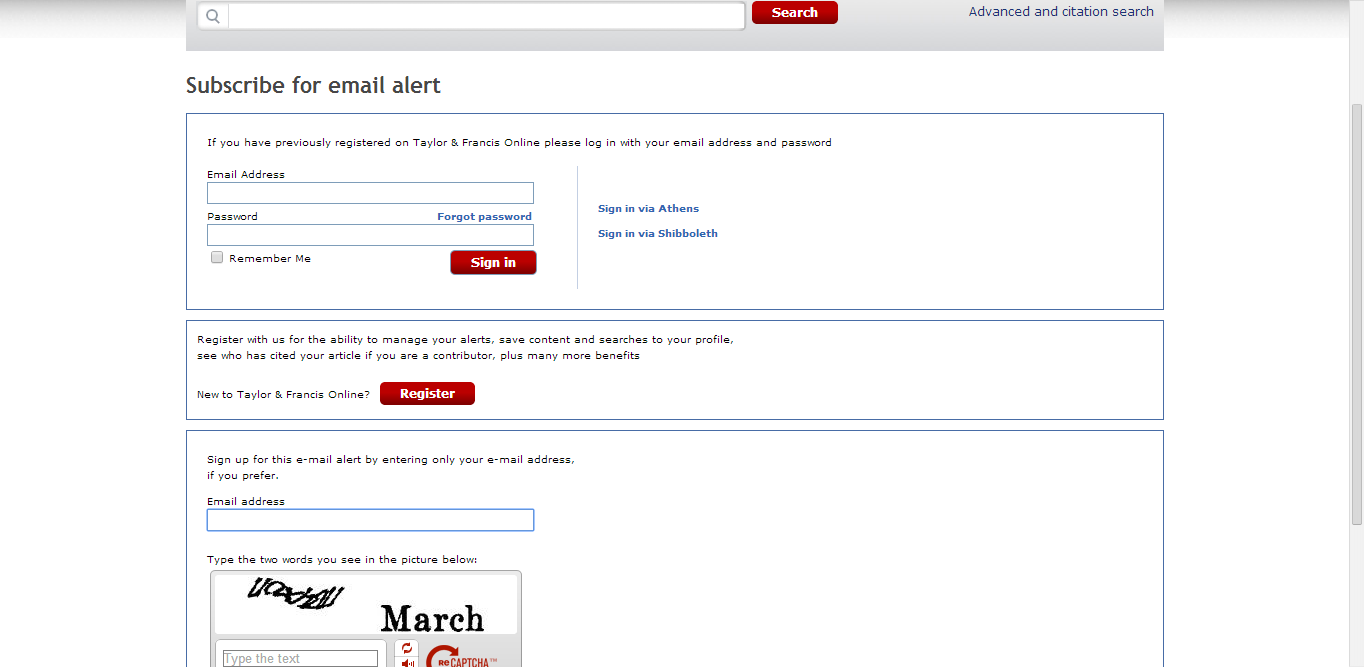 Search
Advanced and citation search
Subscribe for email alert
If you have previously registered on Taylor & Francis Online please log in with your email address and password
Email Address
Password
Forgot password
Remember Me
Sign in
Sign in via Athens
Sign in via Shibboleth
Register with us for the ability to manage your alerts, save content and searches to your profile,
see who has cited your article if you are a contributor, plus many more benefits
New to Taylor & Francis Online?
Register
Sign up for this e-mail alert by entering only your e-mail address,
if you prefer.
Email address
Type the two words you see in the picture below:
March
Type the text
reCAPTCHA™